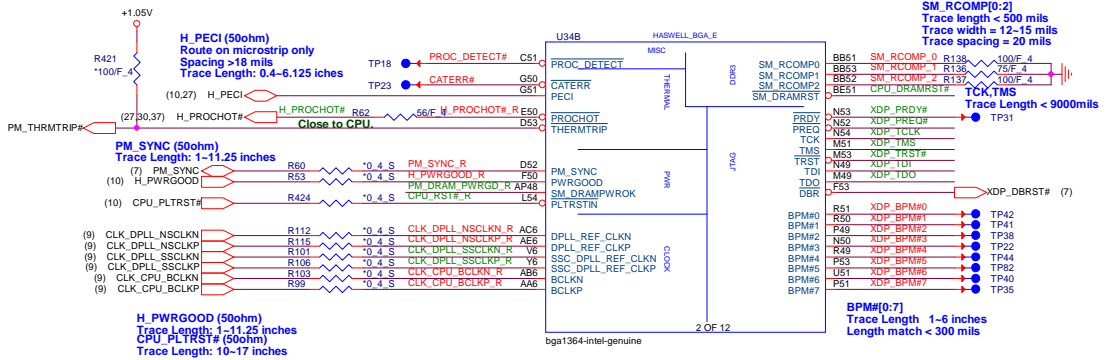 +1.05V
R421
*100/F_4
H_PECI (50ohm)
Route on microstrip only
Spacing >18 mils
Trace Length: 0.4~6.125 iches
SM_RCOMP[0:2]
Trace length < 500 mils
Trace width = 12~15 mils
Trace spacing = 20 mils
U34B
HASWELL_BGA_E
MISC
THERMAL
PWR
CLOCK
DDR3
JTAG
TP18 PROC_DETECT# C51 PROC_DETECT
TP23 CATERR# G50 CATERR
(10,27) H_PECI G51 PECI
H_PROCHOT# H_PROCHOT# R62 56/F_4 H_PROCHOT#_R E50 PROCHOT
Close to CPU.
PM_THRMTRIP# (27,30,37) D53 THERMTRIP
PM_SYNC (50ohm)
Trace Length: 1~11.25 inches
(7) PM_SYNC R60 *0_4_S PM_SYNC_R D52 PM_SYNC
(10) H_PWRGOOD R53 *0_4_S H_PWRGOOD_R F50 PWRGOOD
PM_DRAM_PWRGD_R AP48 SM_DRAMPWROK
(10) CPU_PLTRST# R424 *0_4_S CPU_RST#_R L54 PLTRSTIN
(9) CLK_DPLL_NSCLKN R112 *0_4_S CLK_DPLL_NSCLKN_R AC6 DPLL_REF_CLKN
(9) CLK_DPLL_NSCLKP R115 *0_4_S CLK_DPLL_NSCLKP_R AE6 DPLL_REF_CLKP
(9) CLK_DPLL_SSCLKN R101 *0_4_S CLK_DPLL_SSCLKN_R V6 SSC_DPLL_REF_CLKN
(9) CLK_DPLL_SSCLKP R106 *0_4_S CLK_DPLL_SSCLKP_R Y6 SSC_DPLL_REF_CLKP
(9) CLK_CPU_BCLKN R103 *0_4_S CLK_CPU_BCLKN_R AB6 BCLKN
(9) CLK_CPU_BCLKP R99 *0_4_S CLK_CPU_BCLKP_R AA6 BCLKP
SM_RCOMP0 BB51 SM_RCOMP_0 R138 100/F_4
SM_RCOMP1 BB53 SM_RCOMP_1 R136 75/F_4
SM_RCOMP2 BB52 SM_RCOMP_2 R137 100/F_4
SM_DRAMRST BE51 CPU_DRAMRST#
TCK,TMS
Trace Length < 9000mils
PRDY N53 XDP_PRDY# TP31
PREQ N52 XDP_PREQ#
TCK N54 XDP_TCLK
TMS M51 XDP_TMS
TRST M53 XDP_TRST#
TDI N49 XDP_TDI
TDO M49 XDP_TDO
DBR F53 XDP_DBRST# (7)
BPM#0 R51 XDP_BPM#0 TP42
BPM#1 R50 XDP_BPM#1 TP41
BPM#2 P49 XDP_BPM#2 TP38
BPM#3 N50 XDP_BPM#3 TP22
BPM#4 R49 XDP_BPM#4 TP44
BPM#5 P53 XDP_BPM#5 TP82
BPM#6 U51 XDP_BPM#6 TP40
BPM#7 P51 XDP_BPM#7 TP35
H_PWRGOOD (50ohm)
Trace Length: 1~11.25 inches
CPU_PLTRST# (50ohm)
Trace Length: 10~17 inches
2 OF 12
bga1364-intel-genuine
BPM#[0:7]
Trace Length 1~6 inches
Length match < 300 mils